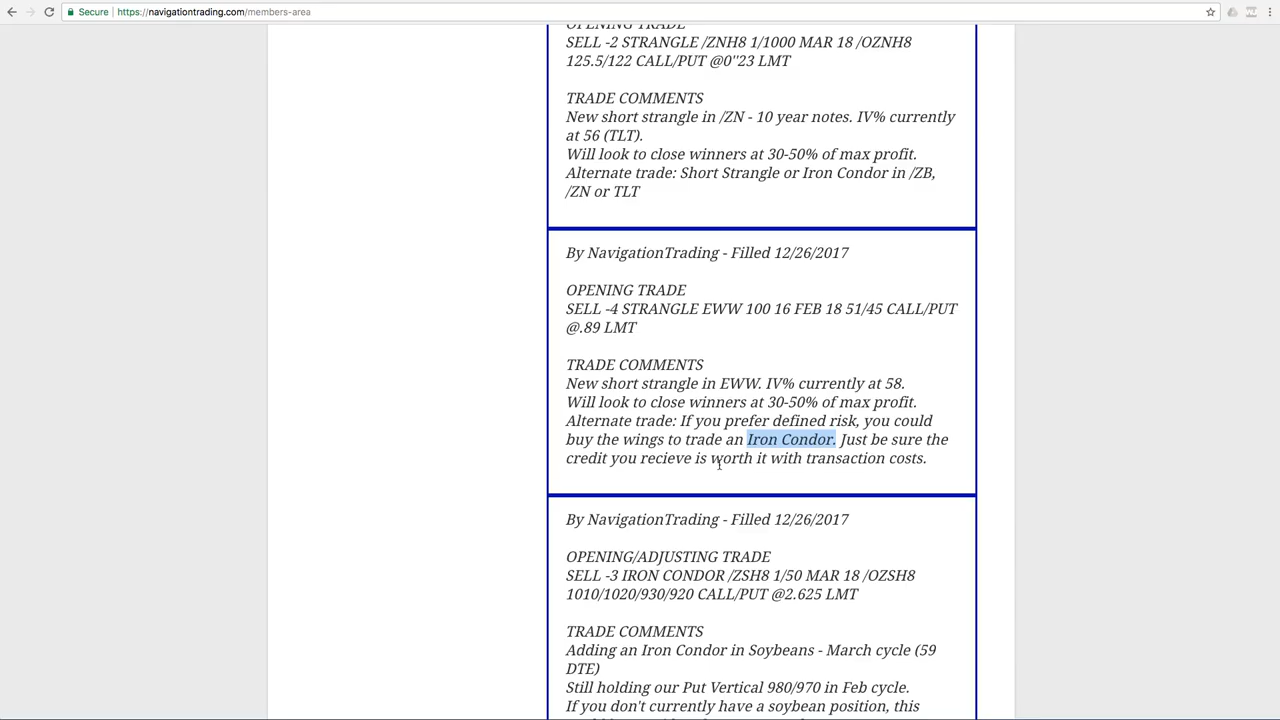 Secure | https://navigationtrading.com/members-area
OPENING TRADE
SELL -2 STRANGLE /ZNH8 1/1000 MAR 18 /OZNH8
125.5/122 CALL/PUT @0"23 LMT
TRADE COMMENTS
New short strangle in /ZN - 10 year notes. IV% currently
at 56 (TLT).
Will look to close winners at 30-50% of max profit.
Alternate trade: Short Strangle or Iron Condor in /ZB,
/ZN or TLT
By NavigationTrading - Filled 12/26/2017
OPENING TRADE
SELL -4 STRANGLE EWW 100 16 FEB 18 51/45 CALL/PUT
@.89 LMT
TRADE COMMENTS
New short strangle in EWW. IV% currently at 58.
Will look to close winners at 30-50% of max profit.
Alternate trade: If you prefer defined risk, you could
buy the wings to trade an Iron Condor. Just be sure the
credit you recieve is worth it with transaction costs.
By NavigationTrading - Filled 12/26/2017
OPENING/ADJUSTING TRADE
SELL -3 IRON CONDOR /ZSH8 1/50 MAR 18 /OZSH8
1010/1020/930/920 CALL/PUT @2.625 LMT
TRADE COMMENTS
Adding an Iron Condor in Soybeans - March cycle (59
DTE)
Still holding our Put Vertical 980/970 in Feb cycle.
If you don't currently have a soybean position, this